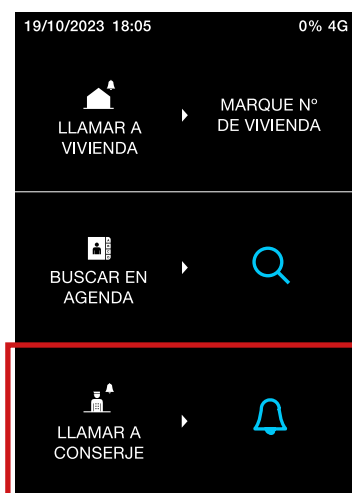 19/10/2023 18:05 0% 4G
LLAMAR A
VIVIENDA
MARQUE Nº
DE VIVIENDA
BUSCAR EN
AGENDA
LLAMAR A
CONSERJE